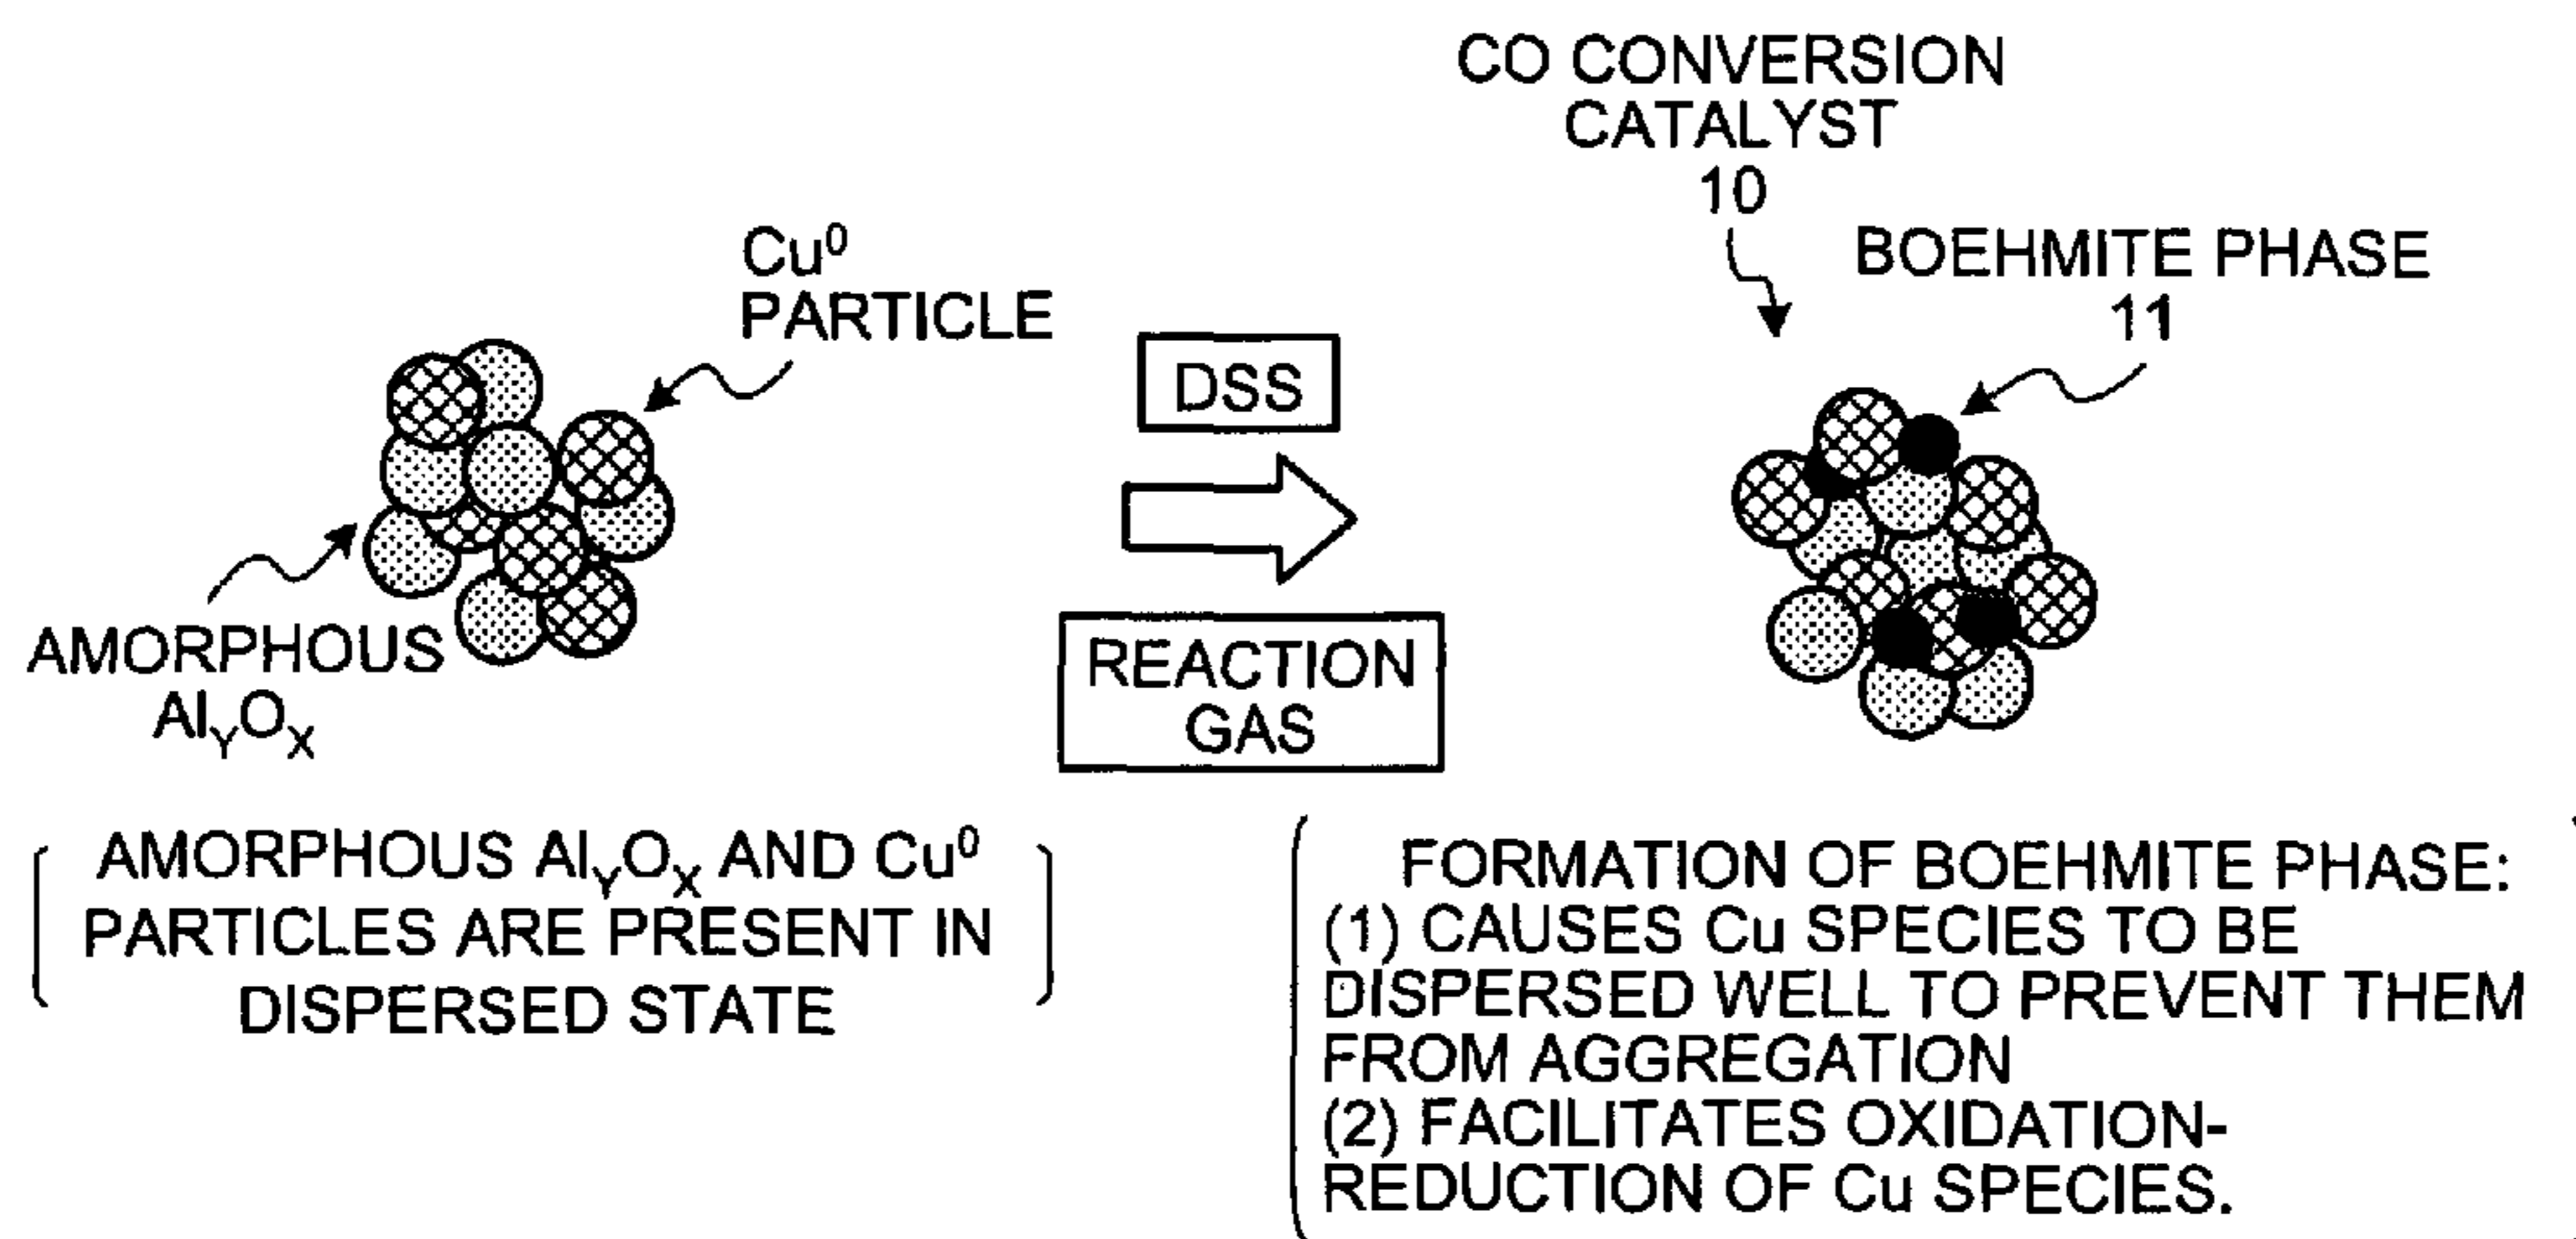 CO CONVERSION
CATALYST
10
BOEHMITE PHASE
11
Cu⁰
PARTICLE
DSS
REACTION
GAS
AMORPHOUS
AlYOX
AMORPHOUS AlYOX AND Cu⁰
PARTICLES ARE PRESENT IN
DISPERSED STATE
FORMATION OF BOEHMITE PHASE:
(1) CAUSES Cu SPECIES TO BE
DISPERSED WELL TO PREVENT THEM
FROM AGGREGATION
(2) FACILITATES OXIDATION-
REDUCTION OF Cu SPECIES.